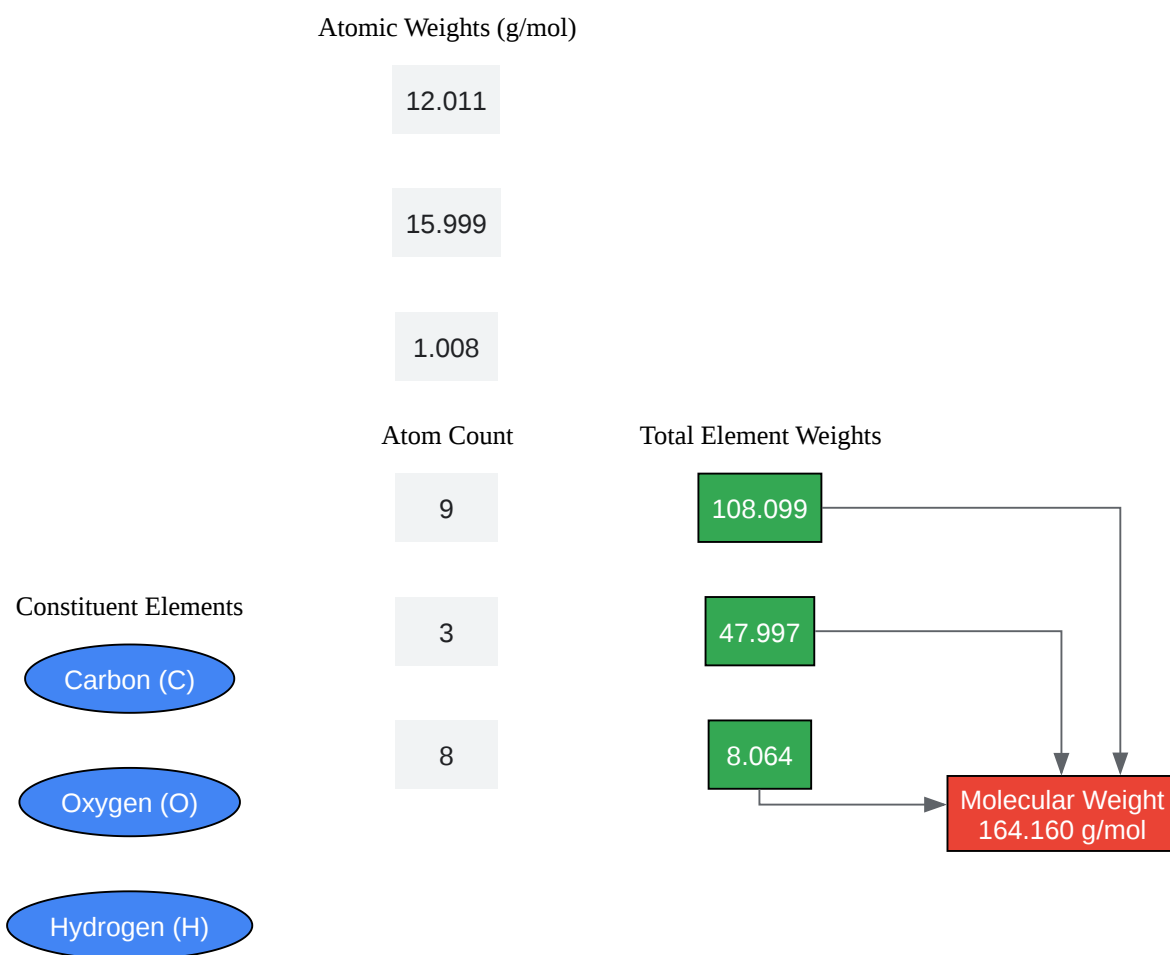 Atomic Weights (g/mol)
12.011
15.999
1.008
Atom Count
9
3
8
Total Element Weights
108.099
47.997
8.064
Constituent Elements
Carbon (C)
Oxygen (O)
Hydrogen (H)
Molecular Weight
164.160 g/mol